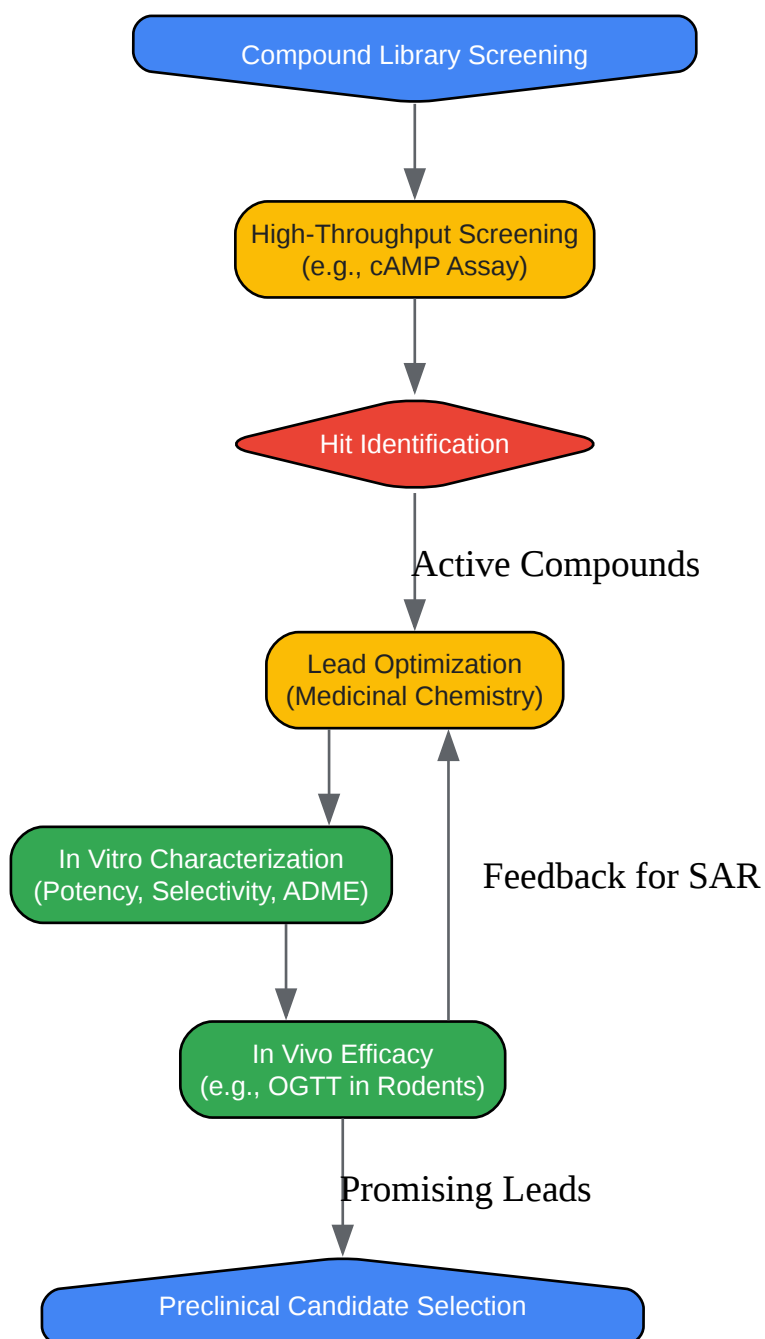 Compound Library Screening
High-Throughput Screening
(e.g., cAMP Assay)
Hit Identification
Active Compounds
Lead Optimization
(Medicinal Chemistry)
In Vitro Characterization
(Potency, Selectivity, ADME)
Feedback for SAR
In Vivo Efficacy
(e.g., OGTT in Rodents)
Promising Leads
Preclinical Candidate Selection